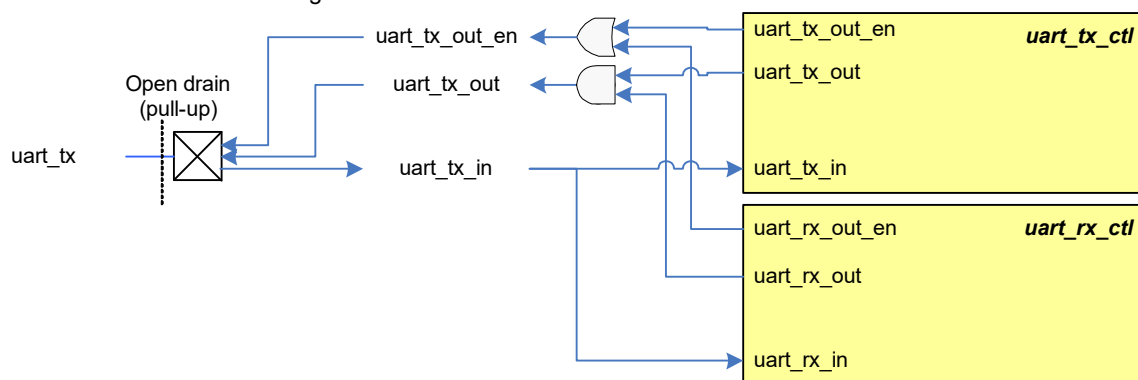 uart_tx_out_en
uart_tx_out_en
uart_tx_ctl
uart_tx_out
uart_tx_out
Open drain
(pull-up)
uart_tx
uart_tx_in
uart_tx_in
uart_rx_out_en
uart_rx_ctl
uart_rx_out
uart_rx_in